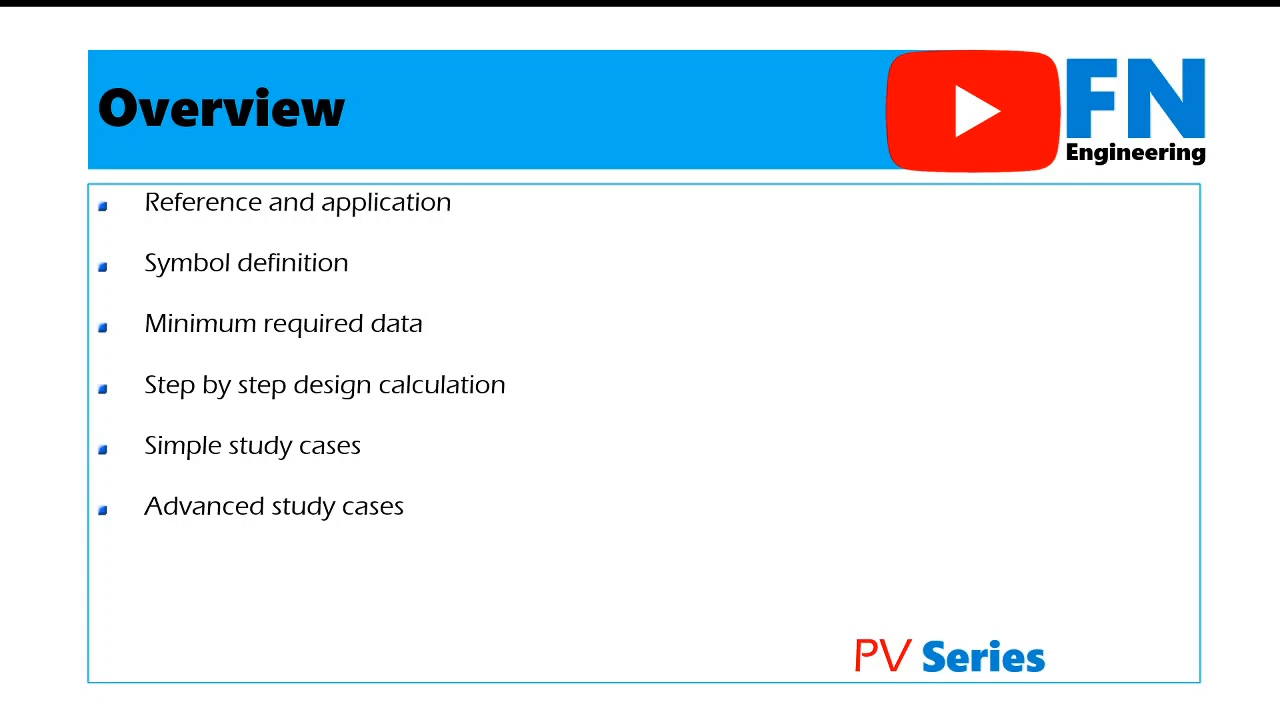 Overview
FN
Engineering
Reference and application
Symbol definition
Minimum required data
Step by step design calculation
Simple study cases
Advanced study cases
PV Series